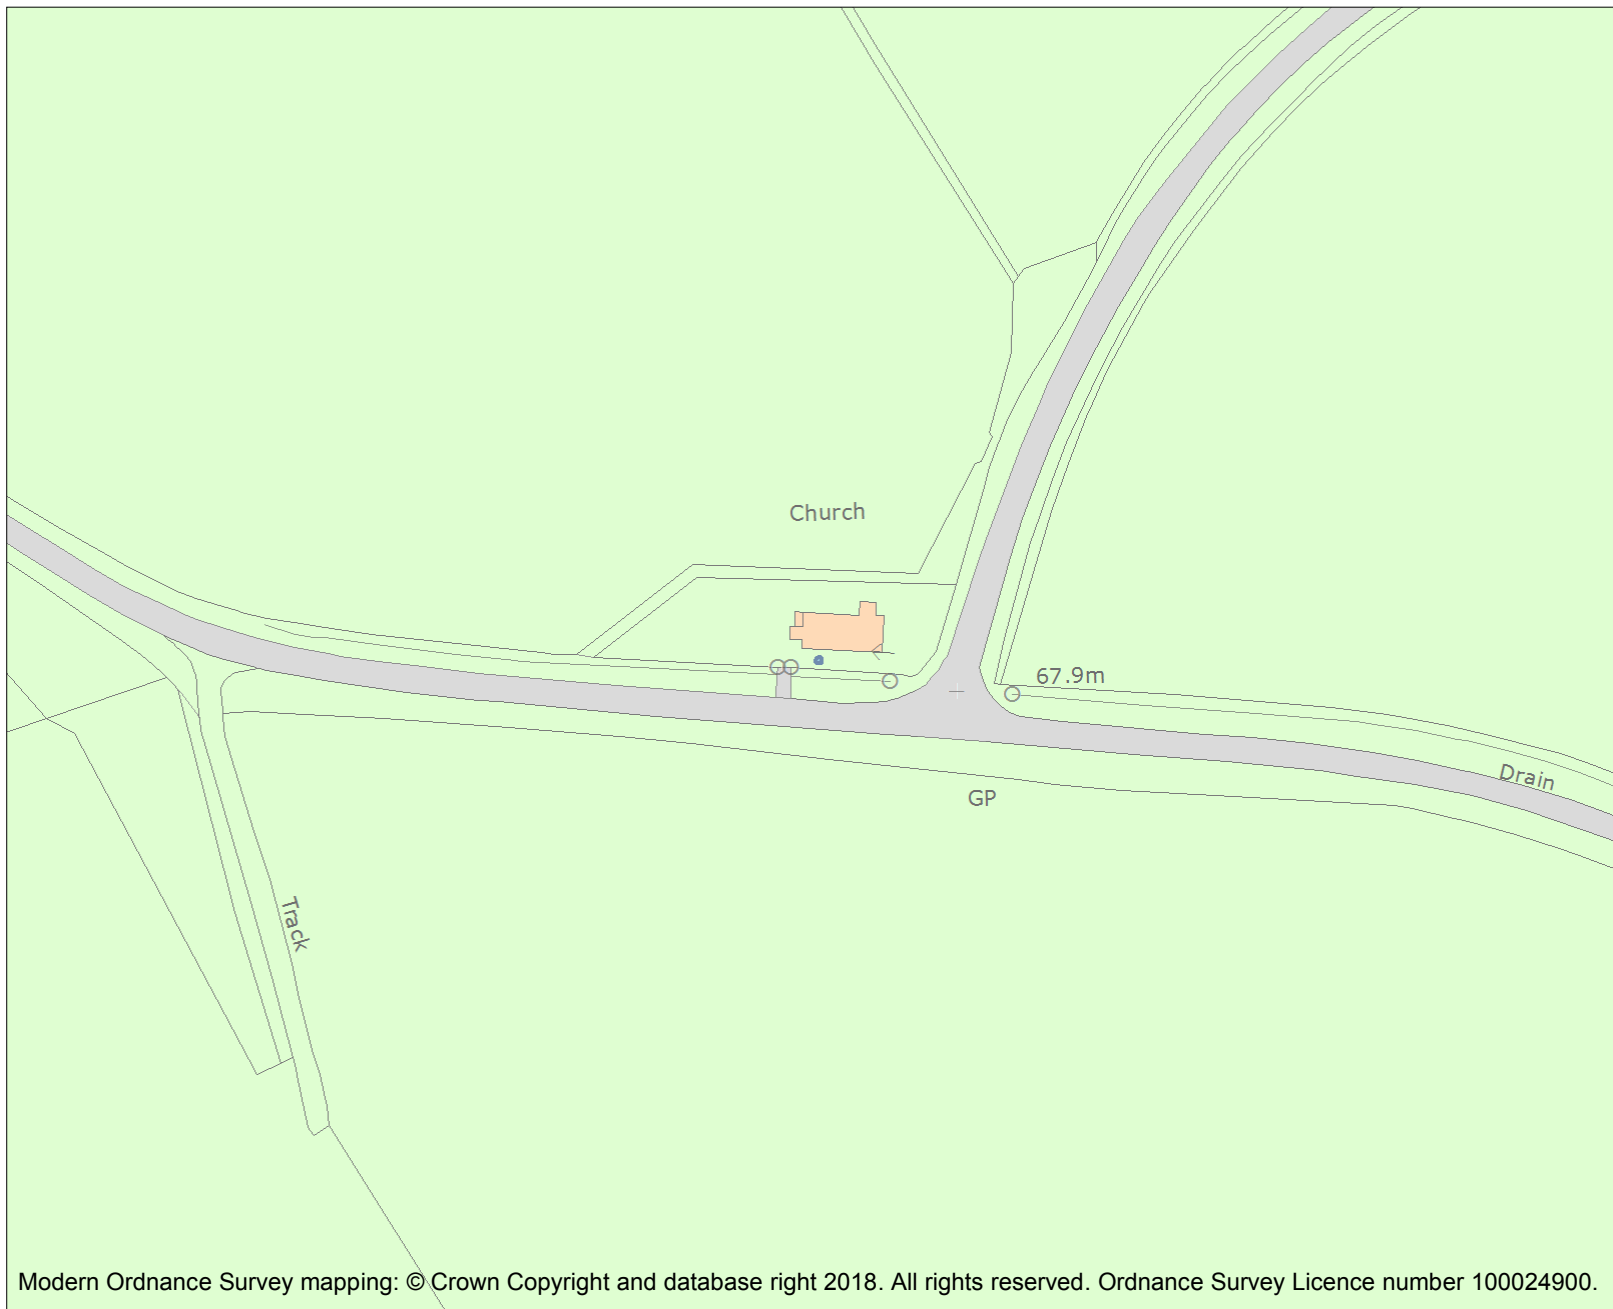 Church
67.9m
Drain
GP
Track
Modern Ordnance Survey mapping: © Crown Copyright and database right 2018. All rights reserved. Ordnance Survey Licence number 100024900.